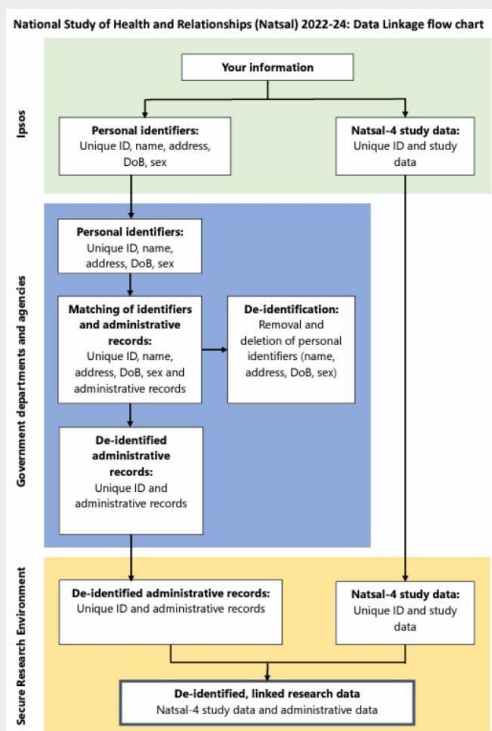 National Study of Health and Relationships (Natsal) 2022-24: Data Linkage flow chart
Ipsos
Your information
Personal identifiers:
Unique ID, name, address,
DoB, sex
Natsal-4 study data:
Unique ID and study
data
Government departments and agencies
Personal identifiers:
Unique ID, name,
address, DoB, sex
Matching of identifiers
and administrative
records:
Unique ID, name,
address, DoB, sex and
administrative records
De-identification:
Removal and
deletion of personal
identifiers (name,
address, DoB, sex)
De-identified
administrative
records:
Unique ID and
administrative records
Secure Research Environment
De-identified administrative records:
Unique ID and administrative records
Natsal-4 study data:
Unique ID and study
data
De-identified, linked research data
Natsal-4 study data and administrative data